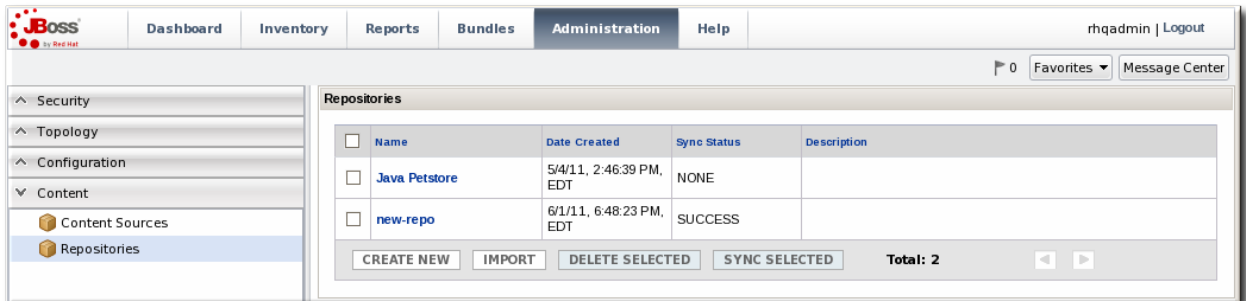 JBoss
by Red Hat
Dashboard Inventory Reports Bundles Administration Help
rhqadmin | Logout
0 Favorites Message Center
Security
Topology
Configuration
Content
Content Sources
Repositories
Repositories
Name Date Created Sync Status Description
Java Petstore 5/4/11, 2:46:39 PM, EDT NONE
new-repo 6/1/11, 6:48:23 PM, EDT SUCCESS
CREATE NEW IMPORT DELETE SELECTED SYNC SELECTED Total: 2